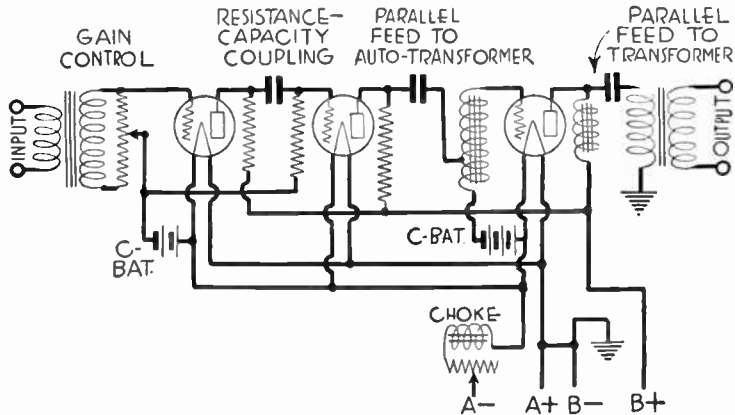 GAIN
CONTROL
RESISTANCE-
CAPACITY
COUPLING
PARALLEL
FEED TO
AUTO-TRANSFORMER
PARALLEL
FEED TO
TRANSFORMER
INPUT
OUTPUT
C-
BAT.
C-BAT.
CHOKE
A- A+ B- B+